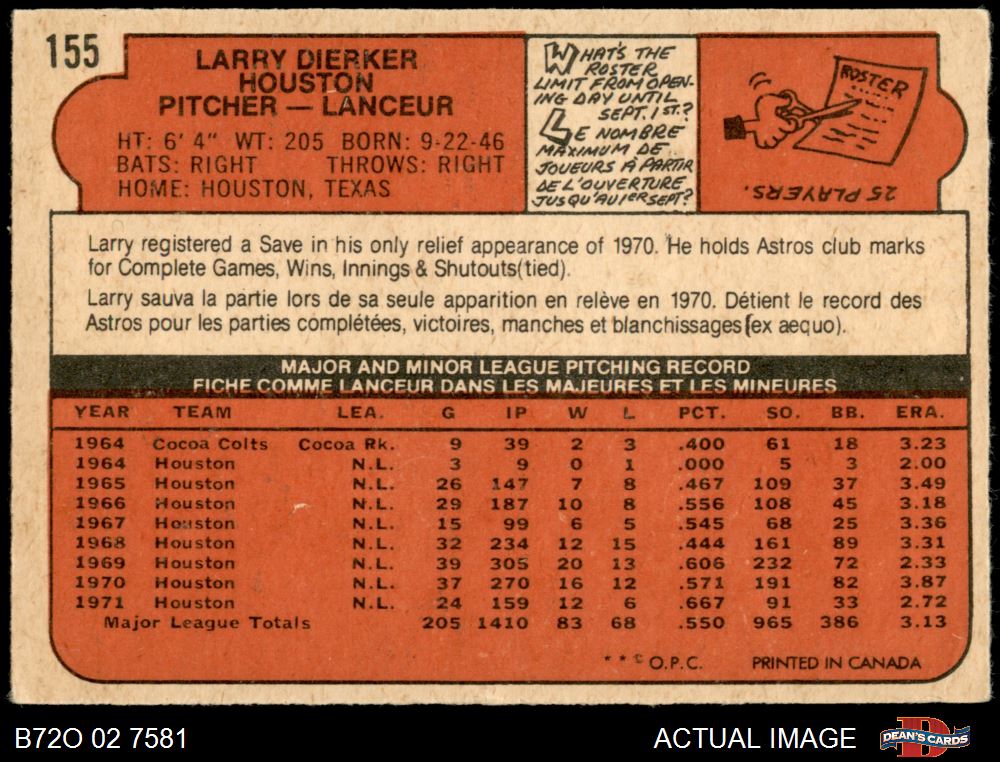 155
LARRY DIERKER
HOUSTON
PITCHER — LANCEUR
HT: 6' 4" WT: 205 BORN: 9-22-46
BATS: RIGHT THROWS: RIGHT
HOME: HOUSTON, TEXAS
WHAT'S THE
ROSTER
LIMIT FROM OPEN-
ING DAY UNTIL
SEPT. 1ST.?
LE NOMBRE
MAXIMUM DE
JOUEURS À PARTIR
DE L'OUVERTURE
JUSQU'AU 1ER SEPT?
ROSTER
25 PLAYERS.
Larry registered a Save in his only relief appearance of 1970. He holds Astros club marks
for Complete Games, Wins, Innings & Shutouts(tied).
Larry sauva la partie lors de sa seule apparition en relève en 1970. Détient le record des
Astros pour les parties complétées, victoires, manches et blanchissages (ex aequo).
MAJOR AND MINOR LEAGUE PITCHING RECORD
FICHE COMME LANCEUR DANS LES MAJEURES ET LES MINEURES
YEAR TEAM LEA. G IP W L PCT. SO. BB. ERA.
1964 Cocoa Colts Cocoa Rk. 9 39 2 3 .400 61 18 3.23
1964 Houston N.L. 3 9 0 1 .000 5 3 2.00
1965 Houston N.L. 26 147 7 8 .467 109 37 3.49
1966 Houston N.L. 29 187 10 8 .556 108 45 3.18
1967 Houston N.L. 15 99 6 5 .545 68 25 3.36
1968 Houston N.L. 32 234 12 15 .444 161 89 3.31
1969 Houston N.L. 39 305 20 13 .606 232 72 2.33
1970 Houston N.L. 37 270 16 12 .571 191 82 3.87
1971 Houston N.L. 24 159 12 6 .667 91 33 2.72
Major League Totals 205 1410 83 68 .550 965 386 3.13
* * © O.P.C. PRINTED IN CANADA
B72O 02 7581
ACTUAL IMAGE
D
DEAN'S CARDS